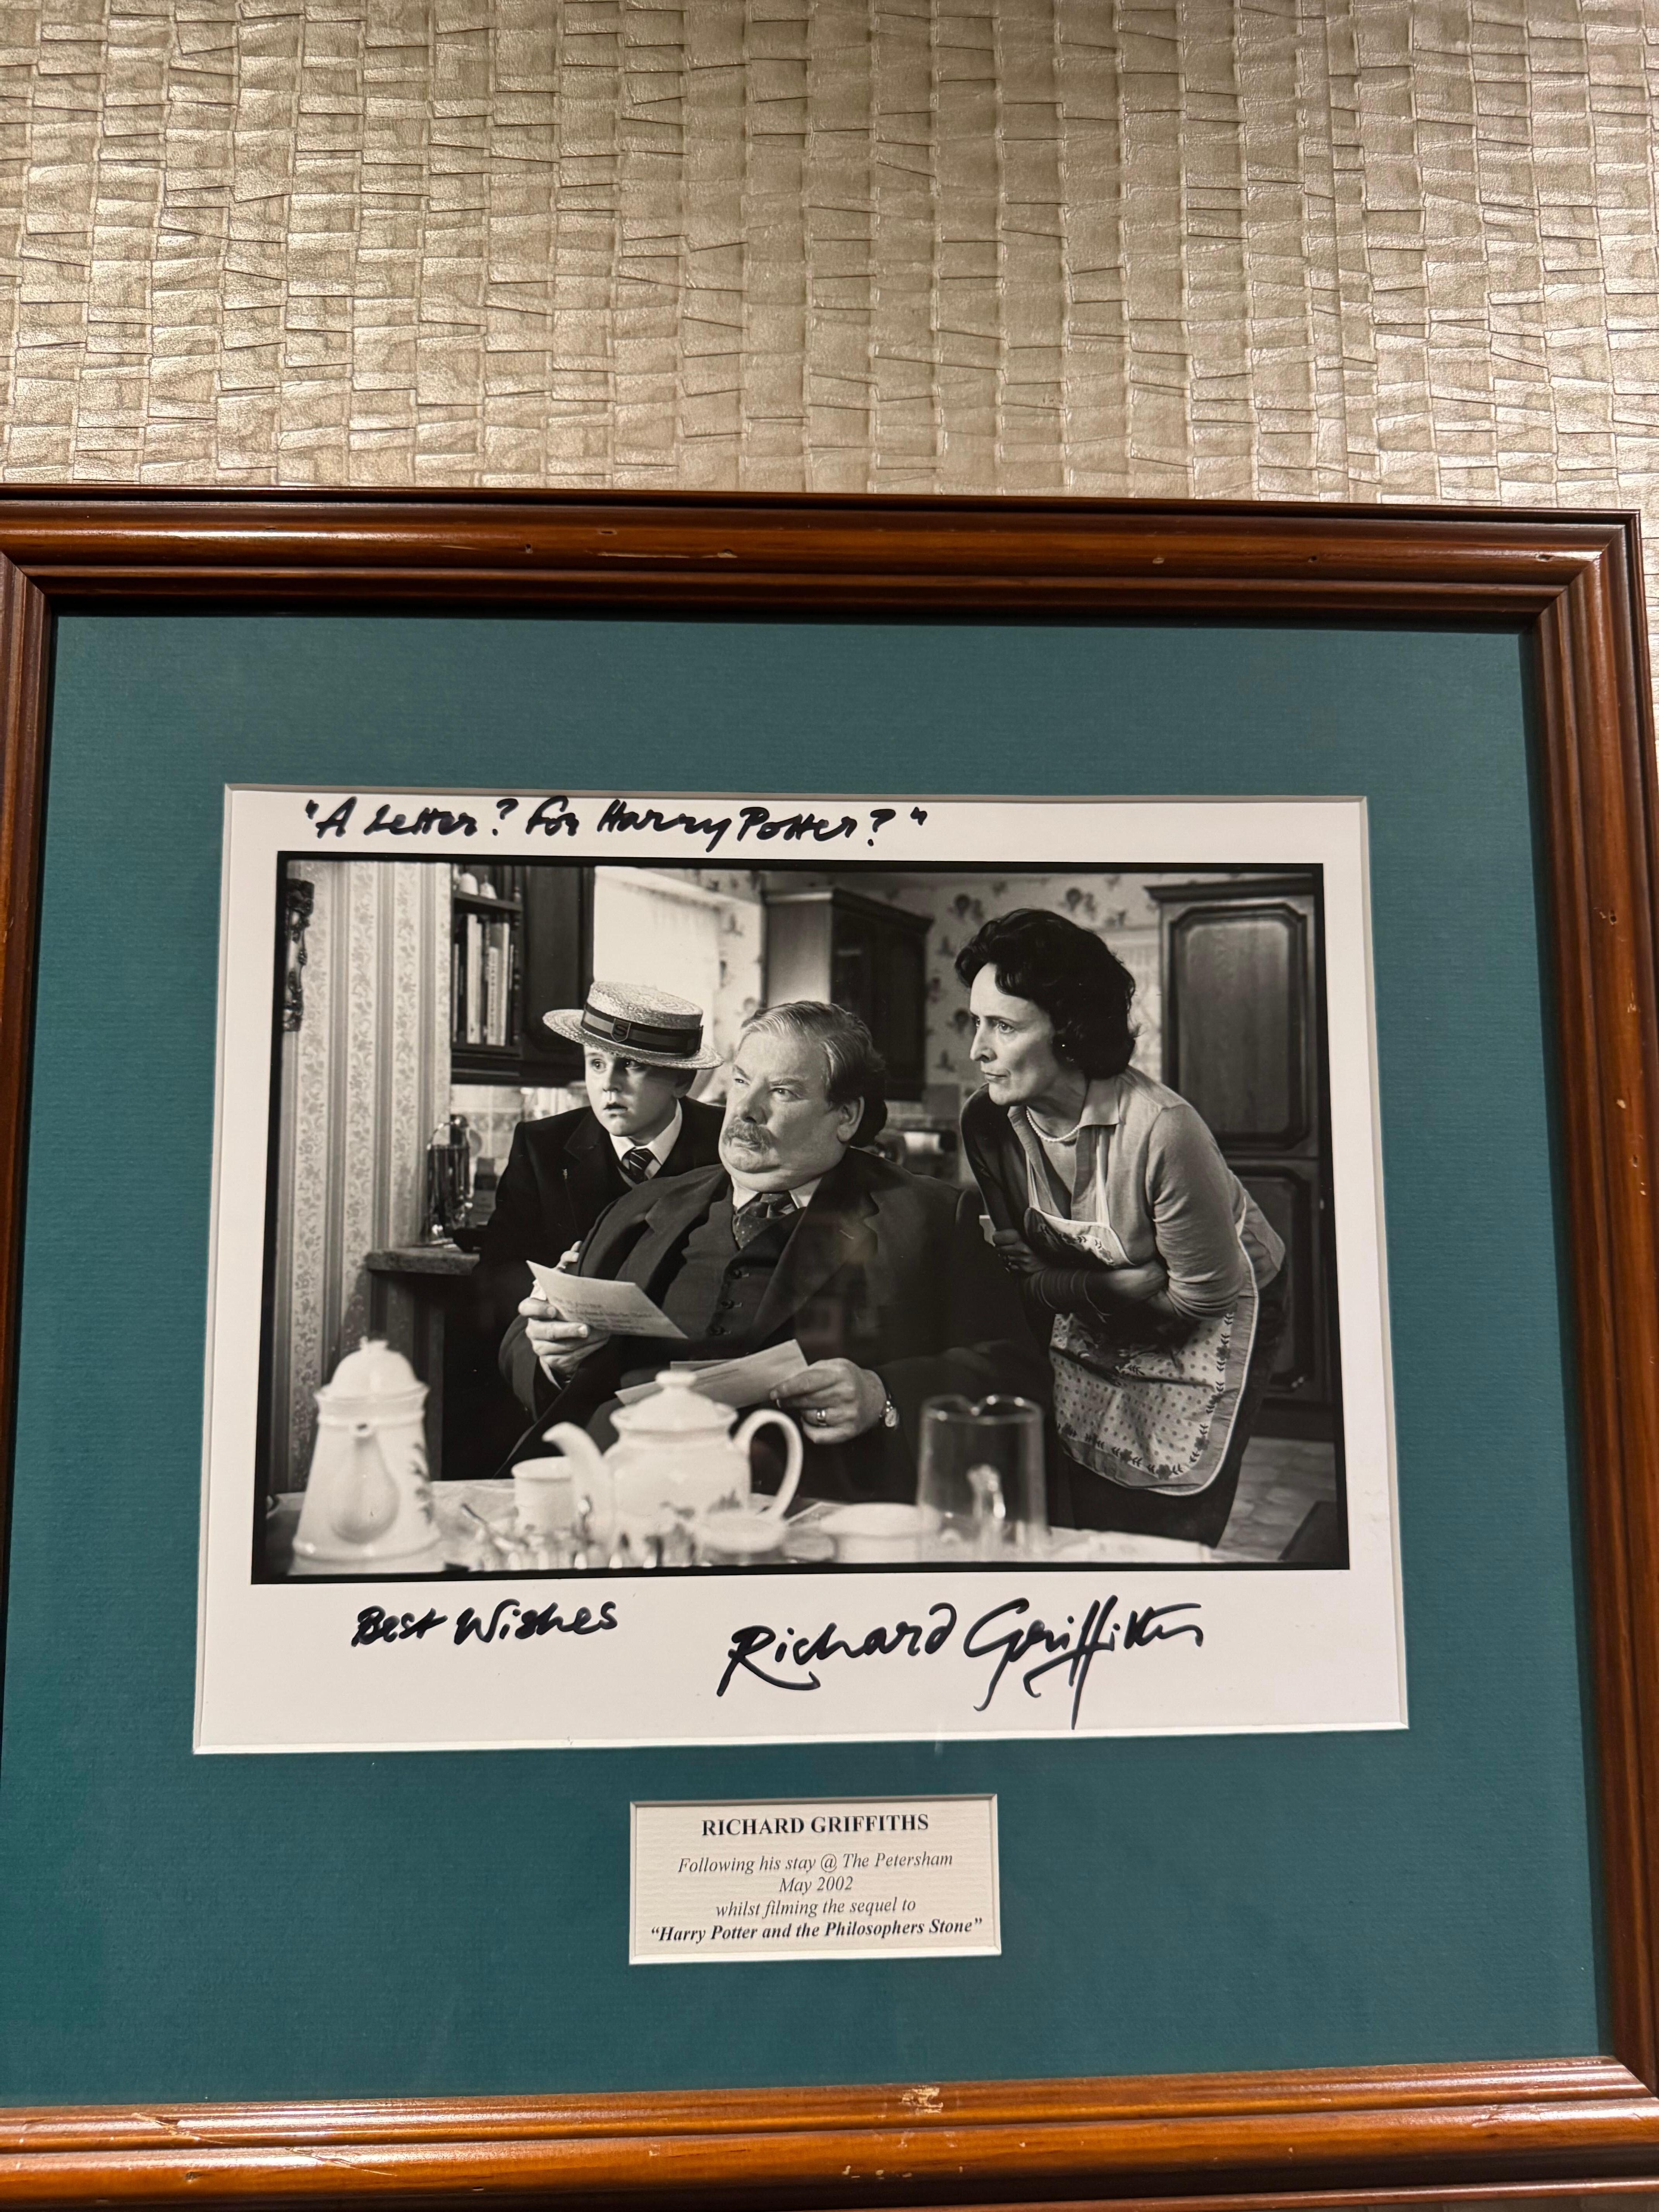 "A Letter? For Harry Potter?"
S
Best Wishes Richard Griffiths
RICHARD GRIFFITHS
Following his stay @ The Petersham
May 2002
whilst filming the sequel to
“Harry Potter and the Philosophers Stone”